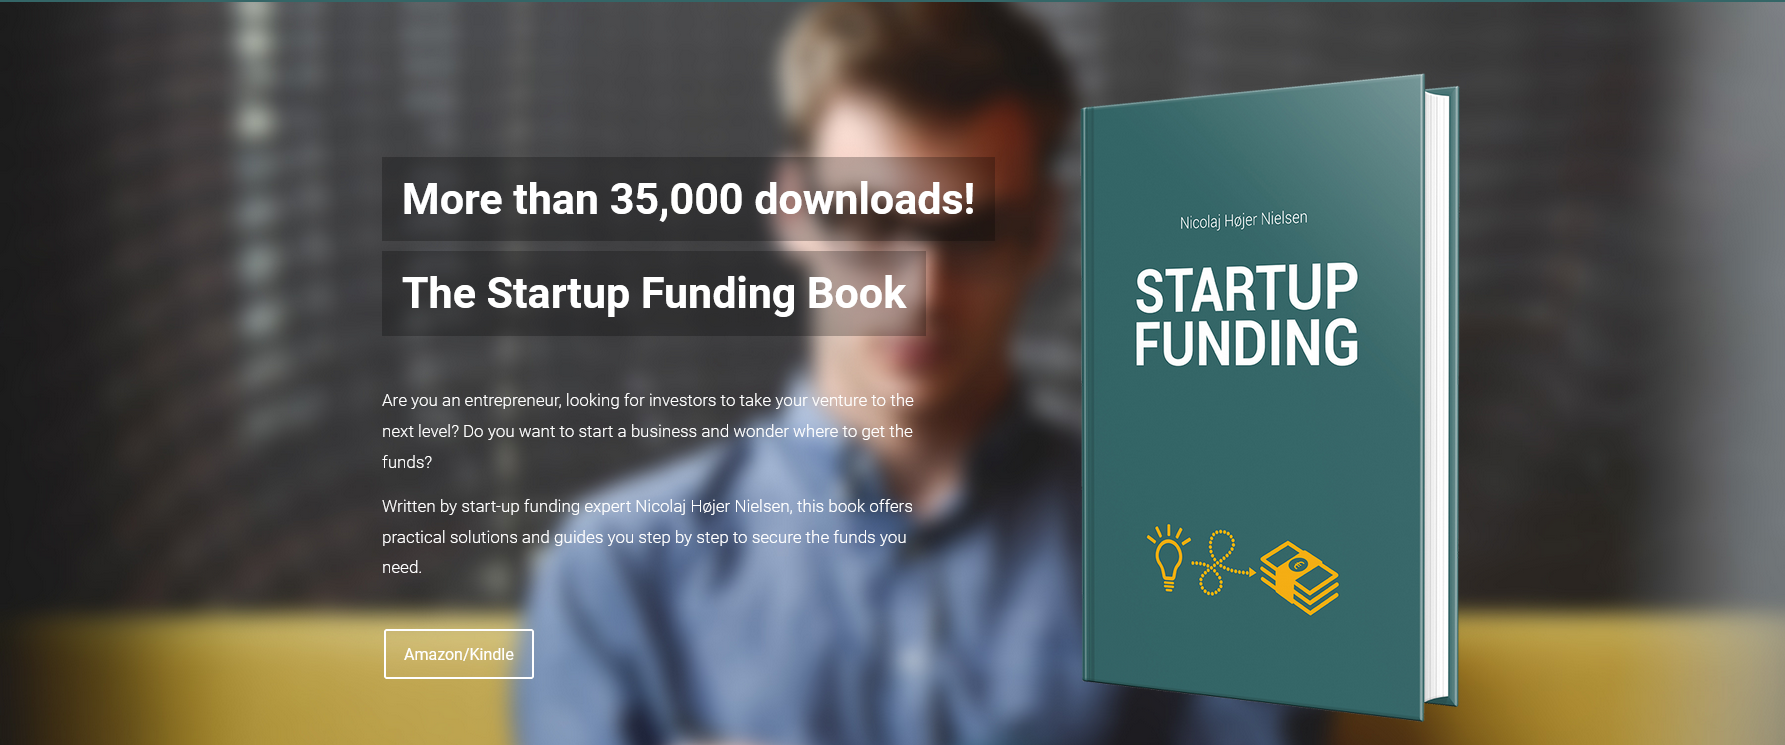 More than 35,000 downloads!
The Startup Funding Book
Are you an entrepreneur, looking for investors to take your venture to the
next level? Do you want to start a business and wonder where to get the
funds?
Written by start-up funding expert Nicolaj Højer Nielsen, this book offers
practical solutions and guides you step by step to secure the funds you
need.
Amazon/Kindle
Nicolaj Højer Nielsen
STARTUP
FUNDING
€